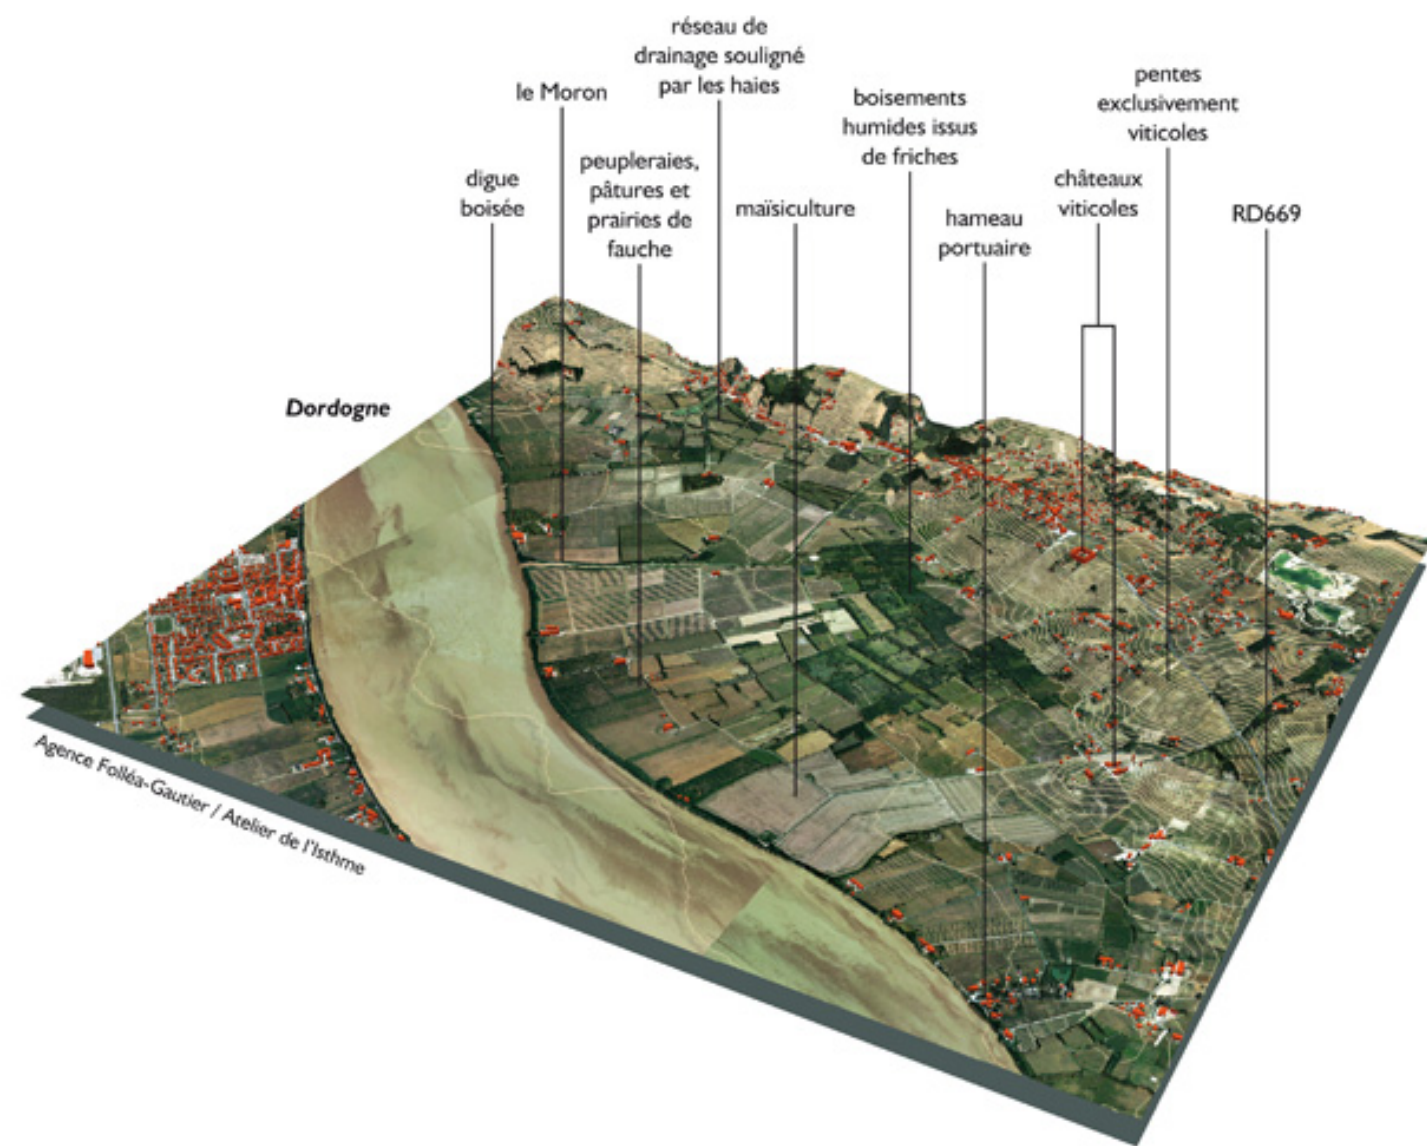 réseau de
drainage souligné
par les haies
le Moron
pentes
exclusivement
viticoles
boisements
humides issus
de friches
peupleraies,
pâtures et
prairies de
fauche
digue
boisée
maïsiculture
châteaux
viticoles
hameau
portuaire
RD669
Dordogne
Agence Folléa-Gautier / Atelier de l'Isthme